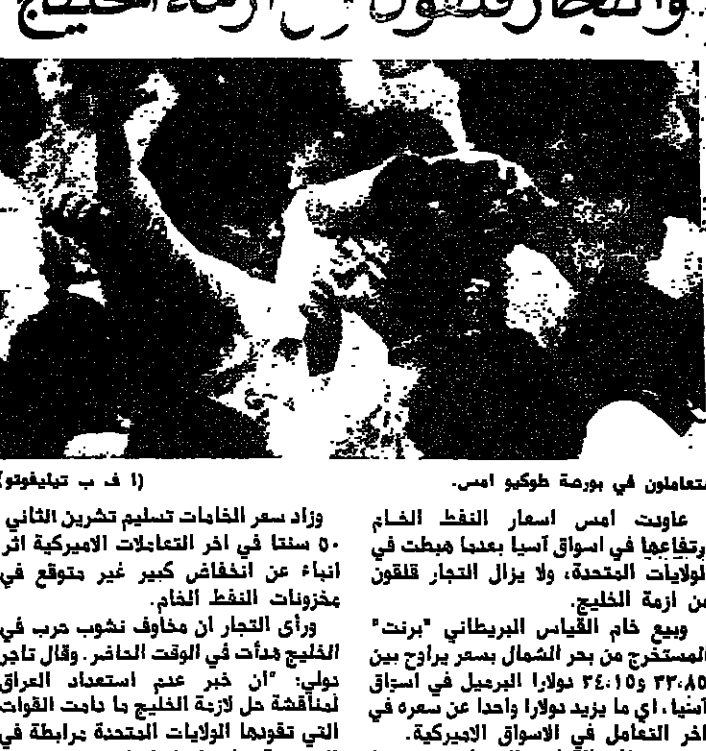 والتجار قلقون من ازمة الخليج
متعاملون في بورصة طوكيو امس.
(ا ف ب تيليفوتو)
عاودت امس اسعار النفط الخام
ارتفاعها في اسواق آسيا بعدما هبطت في
الولايات المتحدة، ولا يزال التجار قلقون
من ازمة الخليج.
وبيع خام القياس البريطاني "برنت"
المستخرج من بحر الشمال بسعر يراوح بين
٣٣،٨٥ و٣٤،١٥ دولارا البرميل في اسواق
آسيا، اي ما يزيد دولارا واحدا عن سعره في
اخر التعامل في الاسواق الاميركية.
وزاد سعر الخامات تسليم تشرين الثاني
٥٠ سنتا في اخر التعاملات الاميركية اثر
انباء عن انخفاض كبير غير متوقع في
مخزونات النفط الخام.
ورأى التجار ان مخاوف نشوب حرب في
الخليج هدأت في الوقت الحاضر. وقال تاجر
دولي: "ان خبر عدم استعداد العراق
لمناقشة حل لازمة الخليج ما دامت القوات
التي تقودها الولايات المتحدة مرابطة في